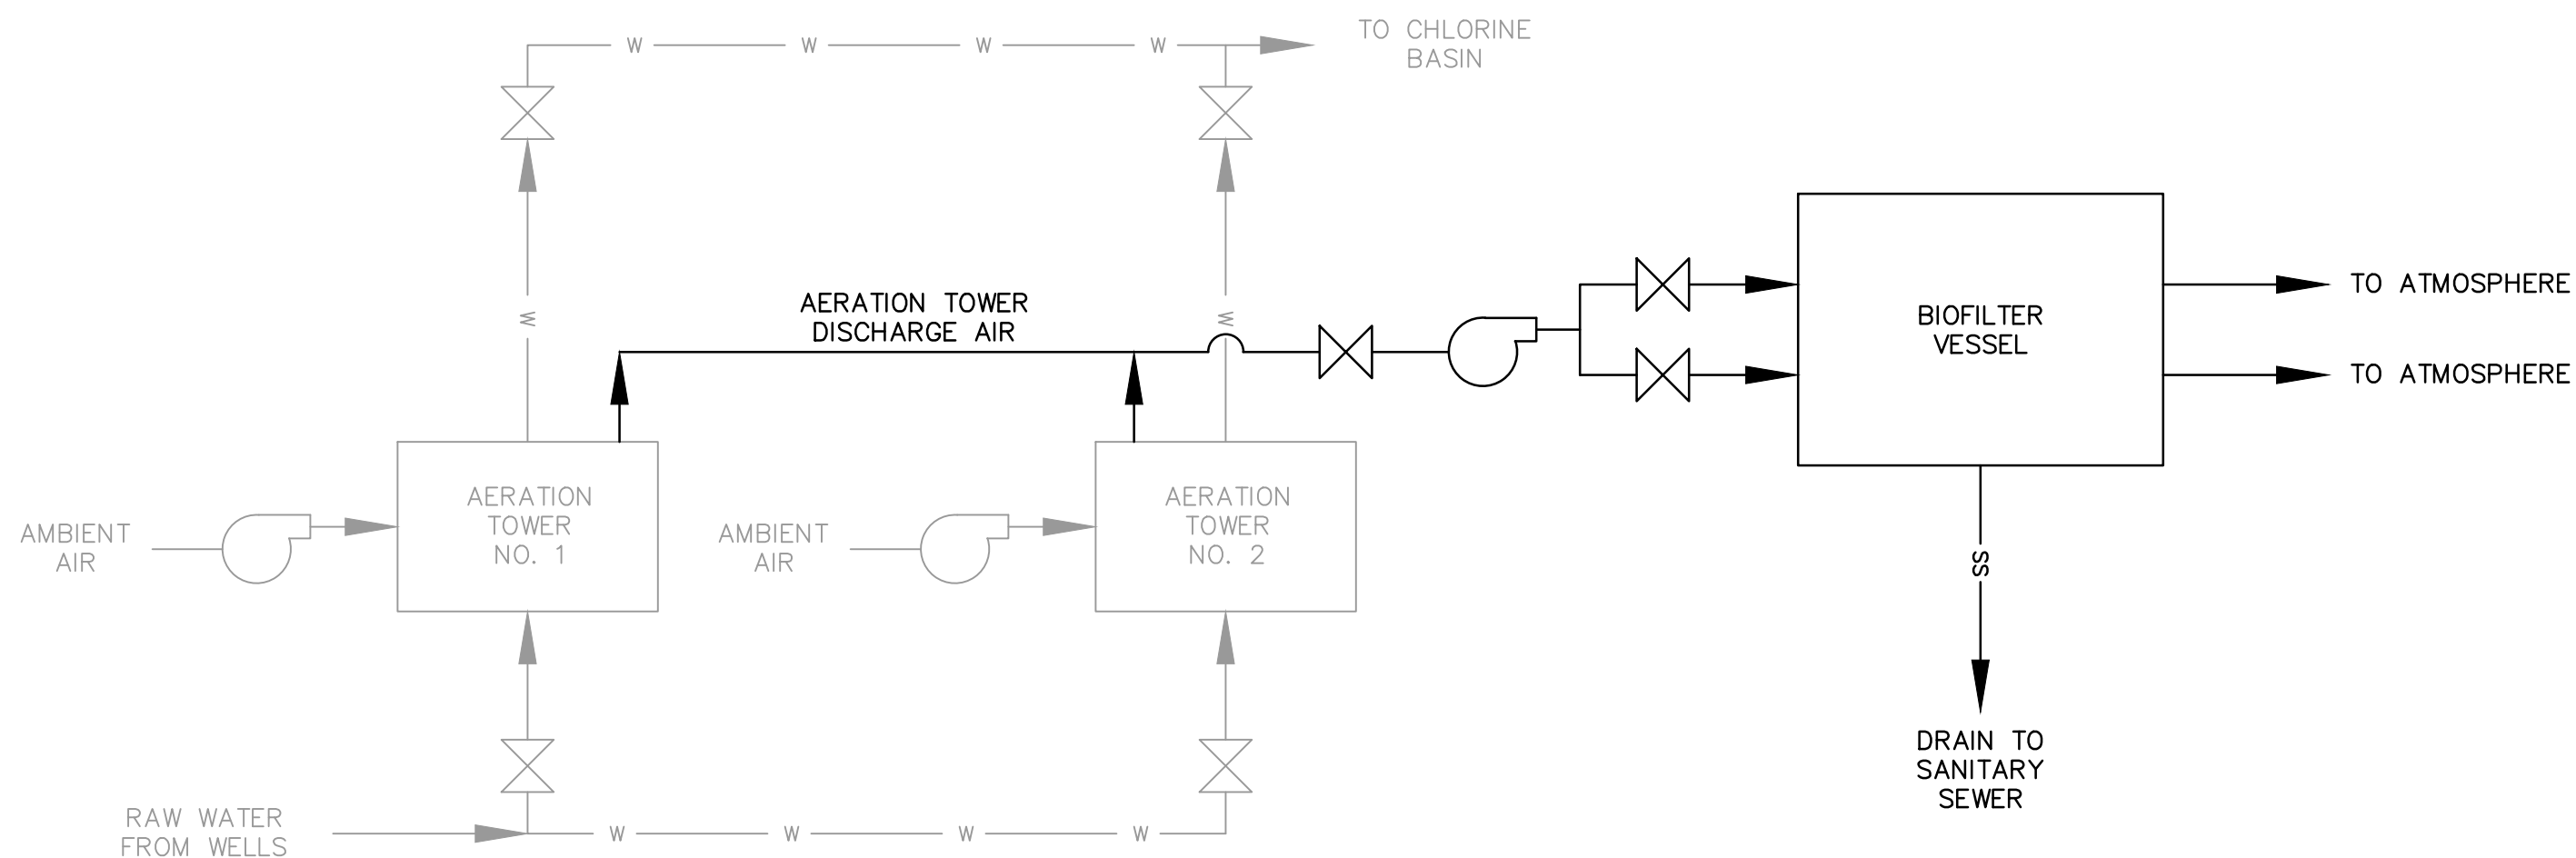 TO CHLORINE
BASIN
W W W W
W
W
AERATION TOWER
DISCHARGE AIR
BIOFILTER
VESSEL
TO ATMOSPHERE
TO ATMOSPHERE
AMBIENT
AIR
AERATION
TOWER
NO. 1
AMBIENT
AIR
AERATION
TOWER
NO. 2
SS
DRAIN TO
SANITARY
SEWER
RAW WATER
FROM WELLS
W W W W